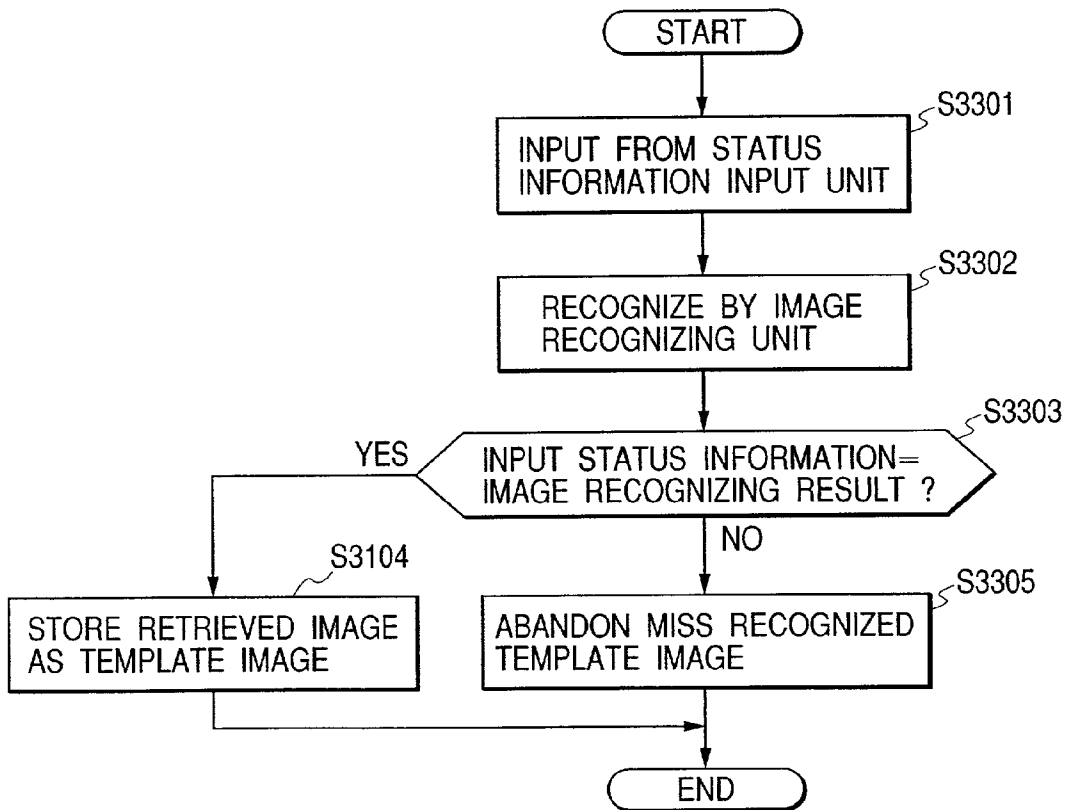 START
S3301
INPUT FROM STATUS
INFORMATION INPUT UNIT
S3302
RECOGNIZE BY IMAGE
RECOGNIZING UNIT
S3303
YES
INPUT STATUS INFORMATION=
IMAGE RECOGNIZING RESULT ?
NO
S3104
STORE RETRIEVED IMAGE
AS TEMPLATE IMAGE
S3305
ABANDON MISS RECOGNIZED
TEMPLATE IMAGE
END